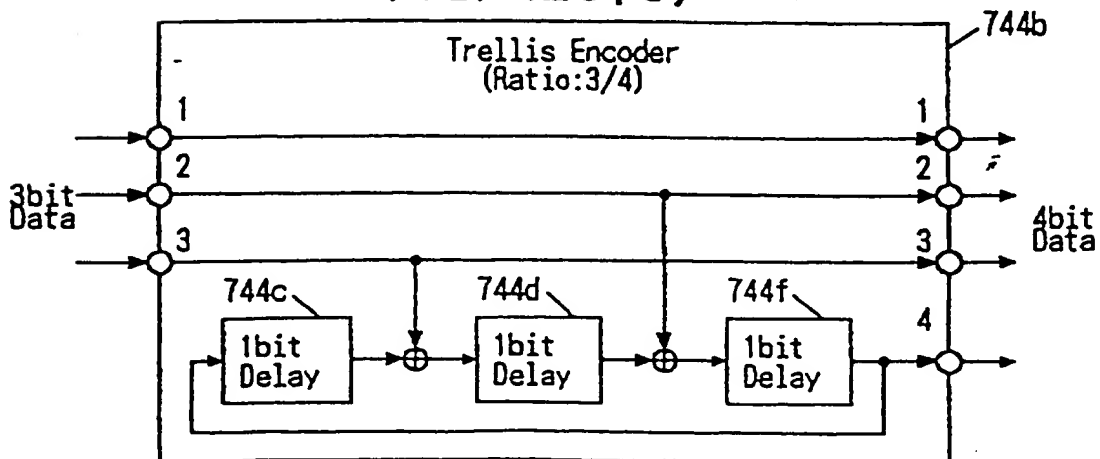 744b
Trellis Encoder
(Ratio:3/4)
1
1
2
2
3bit
Data
4bit
Data
3
3
744c
744d
744f
4
1bit
Delay
1bit
Delay
1bit
Delay